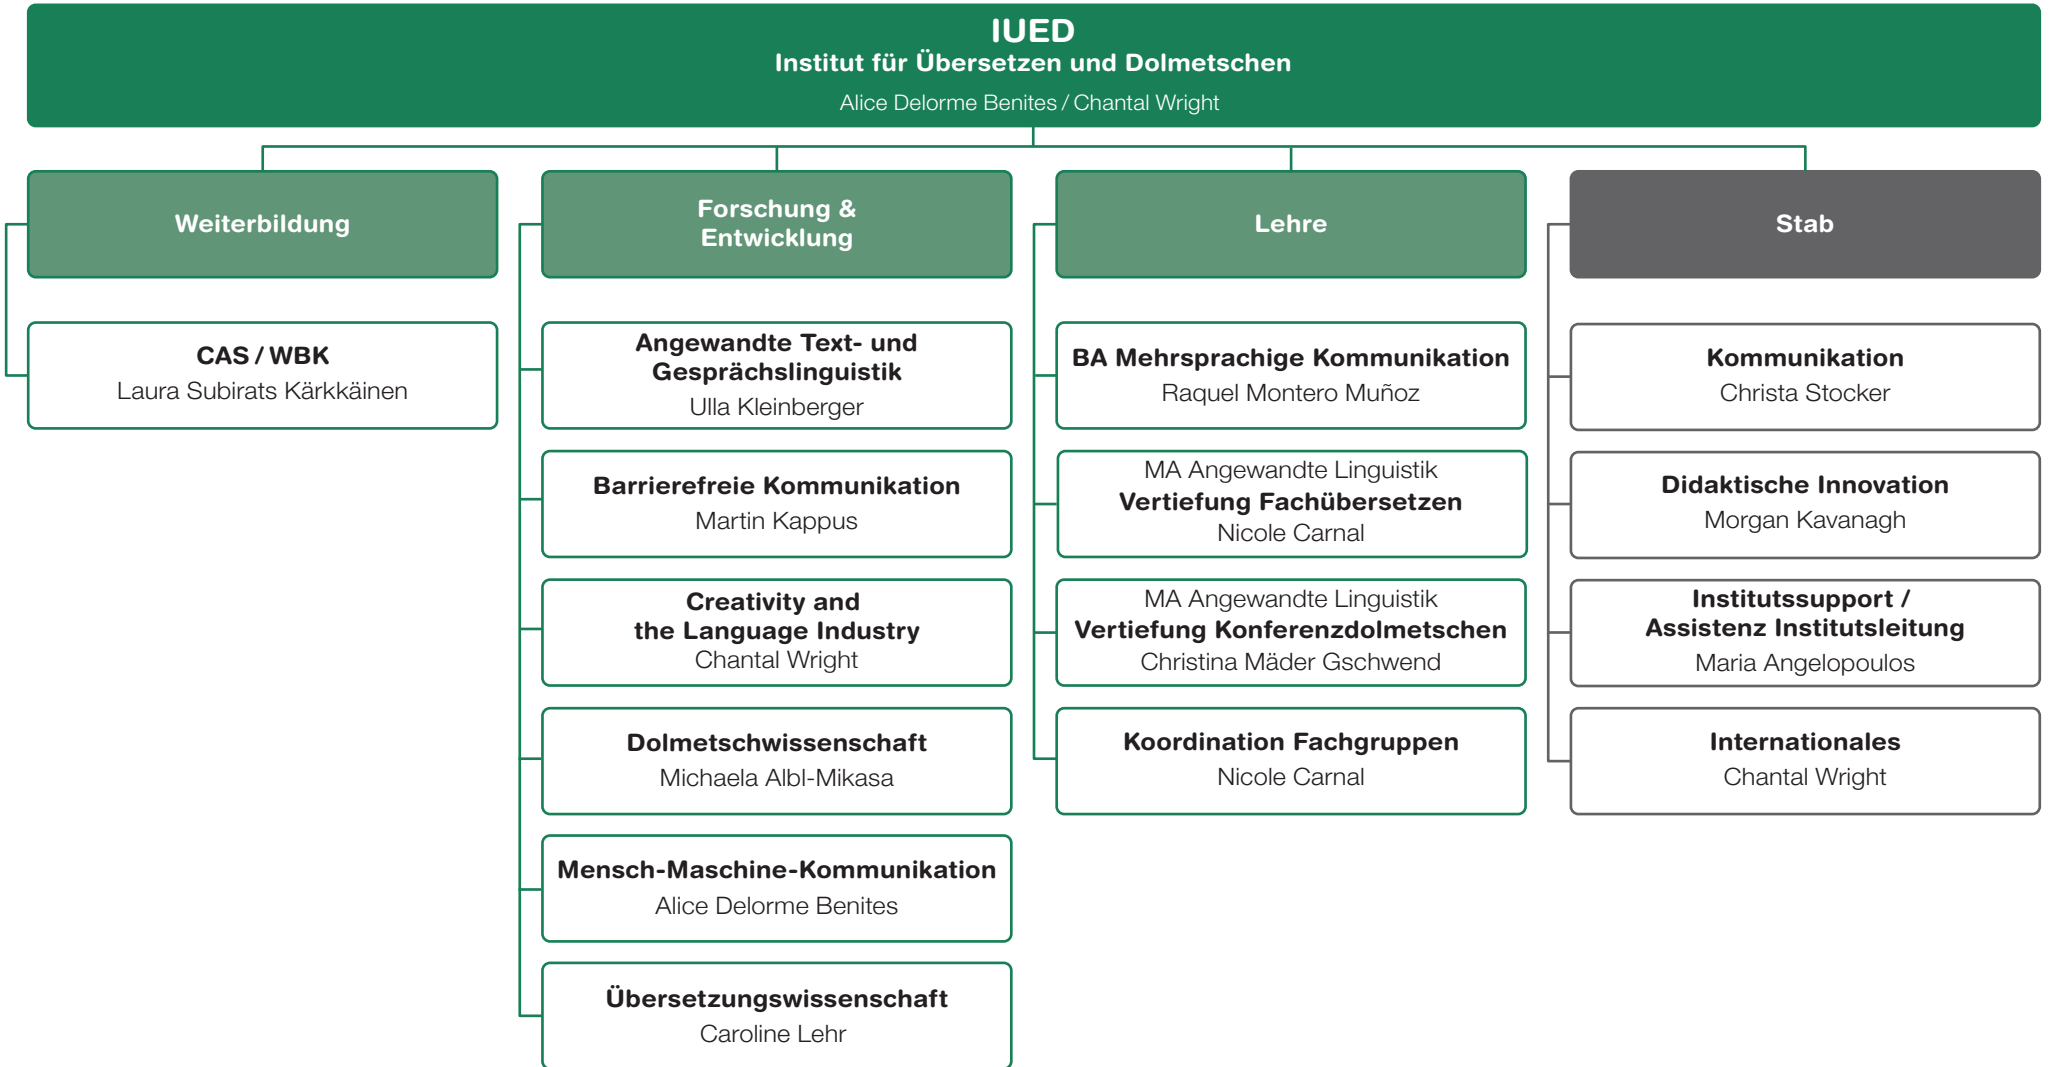 IUED
Institut für Übersetzen und Dolmetschen
Alice Delorme Benites / Chantal Wright
Weiterbildung
CAS / WBK
Laura Subirats Kärkkäinen
Forschung &
Entwicklung
Angewandte Text- und
Gesprächslinguistik
Ulla Kleinberger
Barrierefreie Kommunikation
Martin Kappus
Creativity and
the Language Industry
Chantal Wright
Dolmetschwissenschaft
Michaela Albl-Mikasa
Mensch-Maschine-Kommunikation
Alice Delorme Benites
Übersetzungswissenschaft
Caroline Lehr
Lehre
BA Mehrsprachige Kommunikation
Raquel Montero Muñoz
MA Angewandte Linguistik
Vertiefung Fachübersetzen
Nicole Carnal
MA Angewandte Linguistik
Vertiefung Konferenzdolmetschen
Christina Mäder Gschwend
Koordination Fachgruppen
Nicole Carnal
Stab
Kommunikation
Christa Stocker
Didaktische Innovation
Morgan Kavanagh
Institutssupport /
Assistenz Institutsleitung
Maria Angelopoulos
Internationales
Chantal Wright